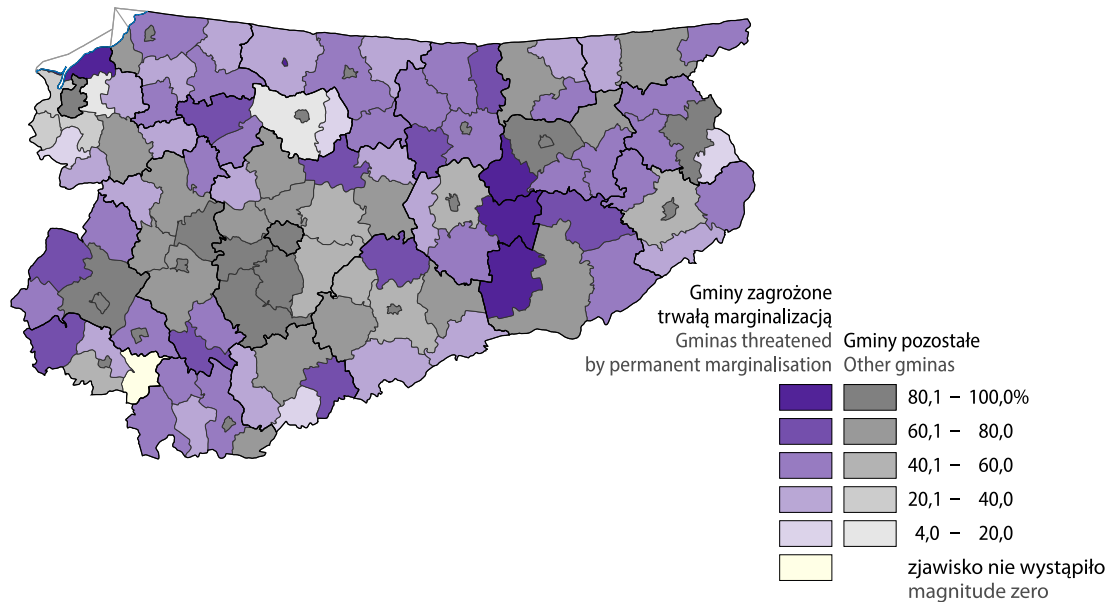 Gminy zagrożone
trwałą marginalizacją
Gminas threatened
by permanent marginalisation
Gminy pozostałe
Other gminas
80,1 – 100,0%
60,1 – 80,0
40,1 – 60,0
20,1 – 40,0
4,0 – 20,0
zjawisko nie wystąpiło
magnitude zero